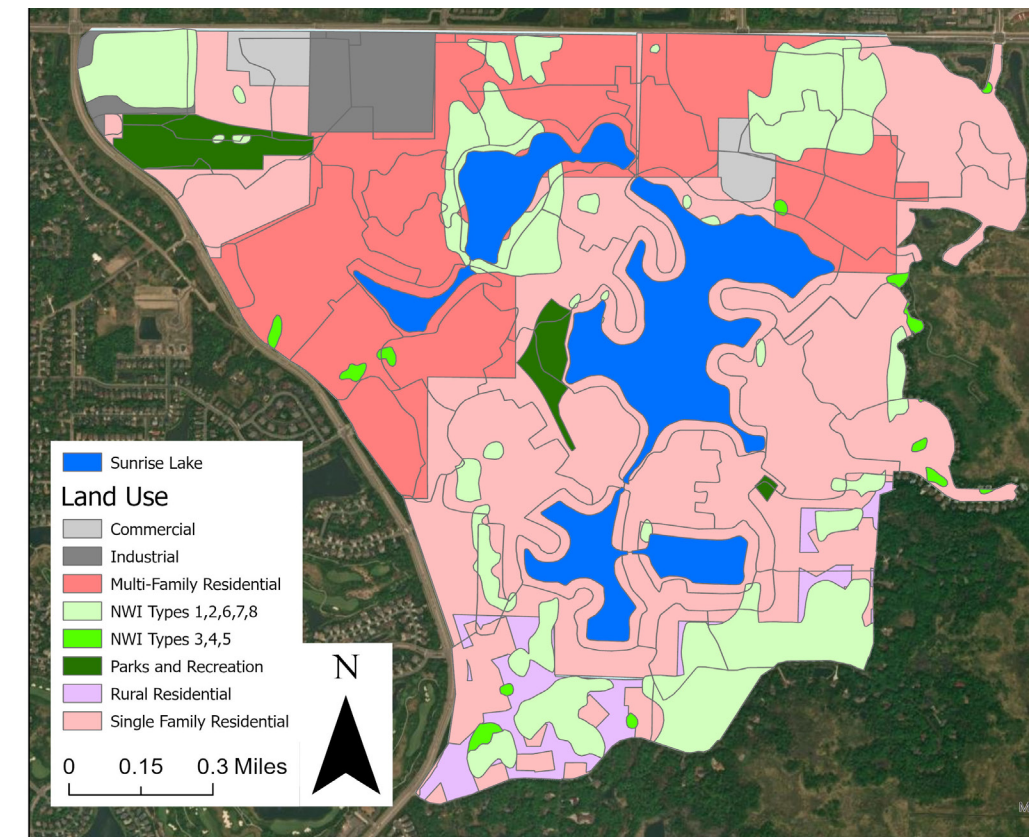 Sunrise Lake
Land Use
Commercial
Industrial
Multi-Family Residential
NWI Types 1,2,6,7,8
NWI Types 3,4,5
Parks and Recreation
Rural Residential
Single Family Residential
0 0.15 0.3 Miles
N
M